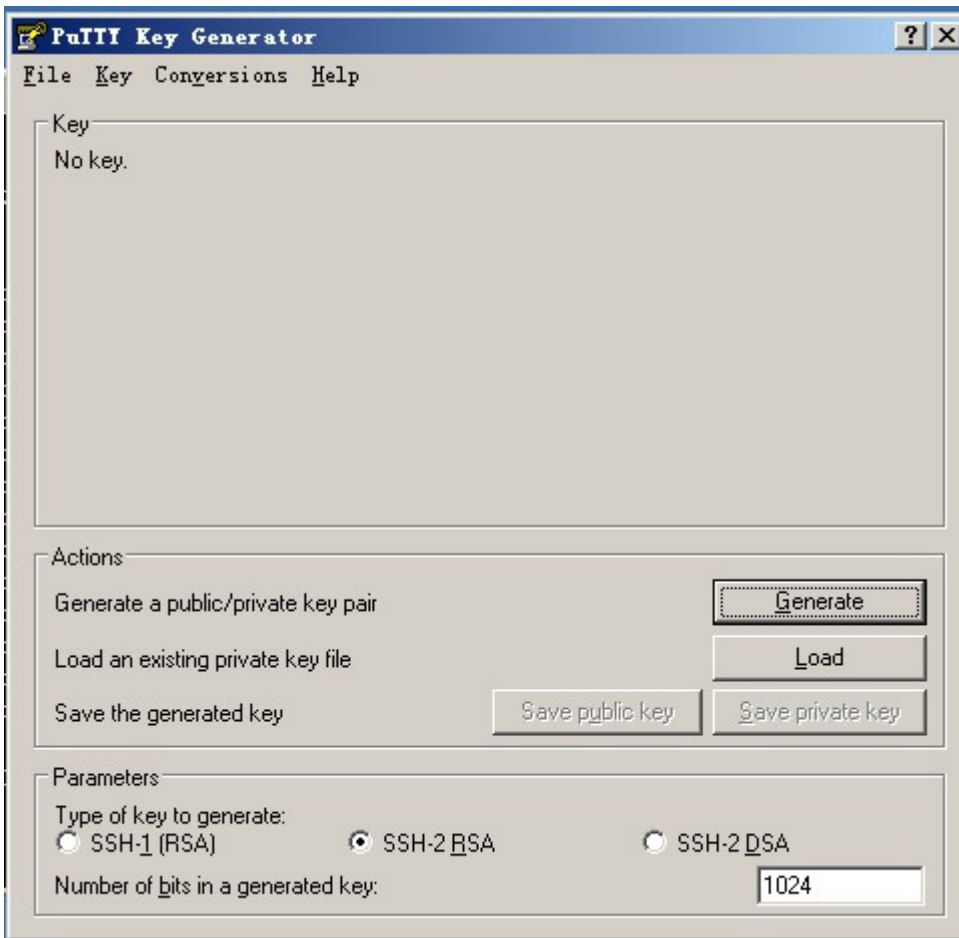 PuTTY Key Generator ? ×
File Key Conversions Help
Key
No key.
Actions
Generate a public/private key pair Generate
Load an existing private key file Load
Save the generated key Save public key Save private key
Parameters
Type of key to generate:
SSH-1 (RSA) SSH-2 RSA SSH-2 DSA
Number of bits in a generated key: 1024